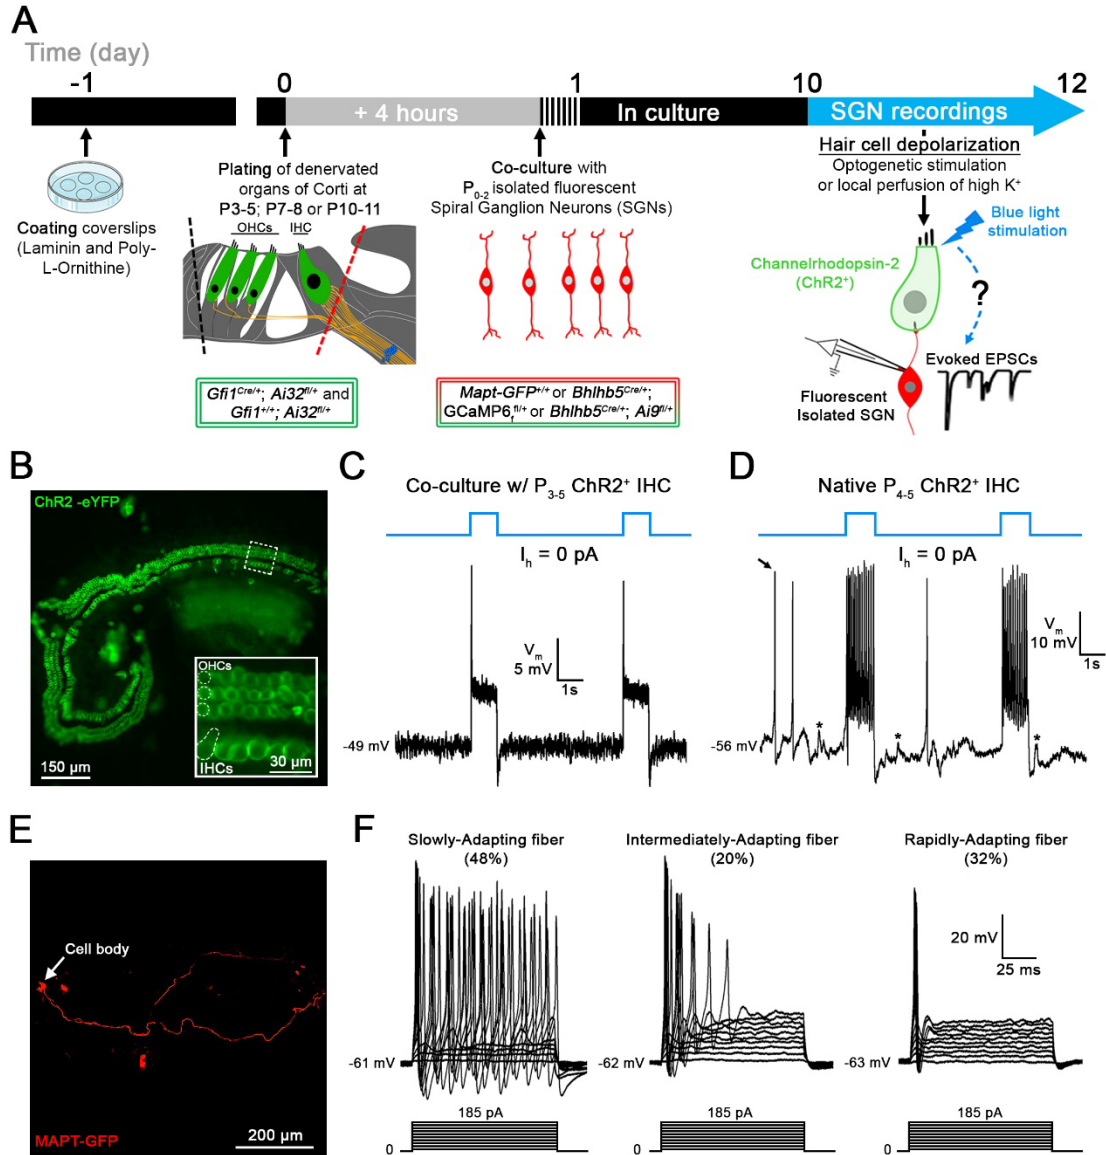 A
Time (day)
-1
0
1
10
12
+ 4 hours
In culture
SGN recordings
Coating coverslips
(Laminin and Poly-
L-Ornithine)
Plating of denervated
organs of Corti at
P3-5; P7-8 or P10-11
OHCs
IHC
Gfi1Cre/+; Ai32fl/+ and
Gfi1+/+; Ai32fl/+
Co-culture with
P0-2 isolated fluorescent
Spiral Ganglion Neurons (SGNs)
Mapt-GFP+/+ or Bhlhb5Cre/+;
GCaMP6f fl/+ or Bhlhb5Cre/+; Ai9fl/+
Hair cell depolarization
Optogenetic stimulation
or local perfusion of high K+
Blue light
stimulation
Channelrhodopsin-2
(ChR2+)
?
Evoked EPSCs
Fluorescent
Isolated SGN
B
ChR2 -eYFP
OHCs
IHCs
30 µm
150 µm
C
Co-culture w/ P3-5 ChR2+ IHC
Ih = 0 pA
Vm
5 mV
1s
-49 mV
D
Native P4-5 ChR2+ IHC
Ih = 0 pA
Vm
10 mV
1s
*
*
*
-56 mV
E
Cell body
MAPT-GFP
200 µm
F
Slowly-Adapting fiber
(48%)
Intermediately-Adapting fiber
(20%)
Rapidly-Adapting fiber
(32%)
20 mV
25 ms
-61 mV
-62 mV
-63 mV
185 pA
185 pA
185 pA
0
0
0